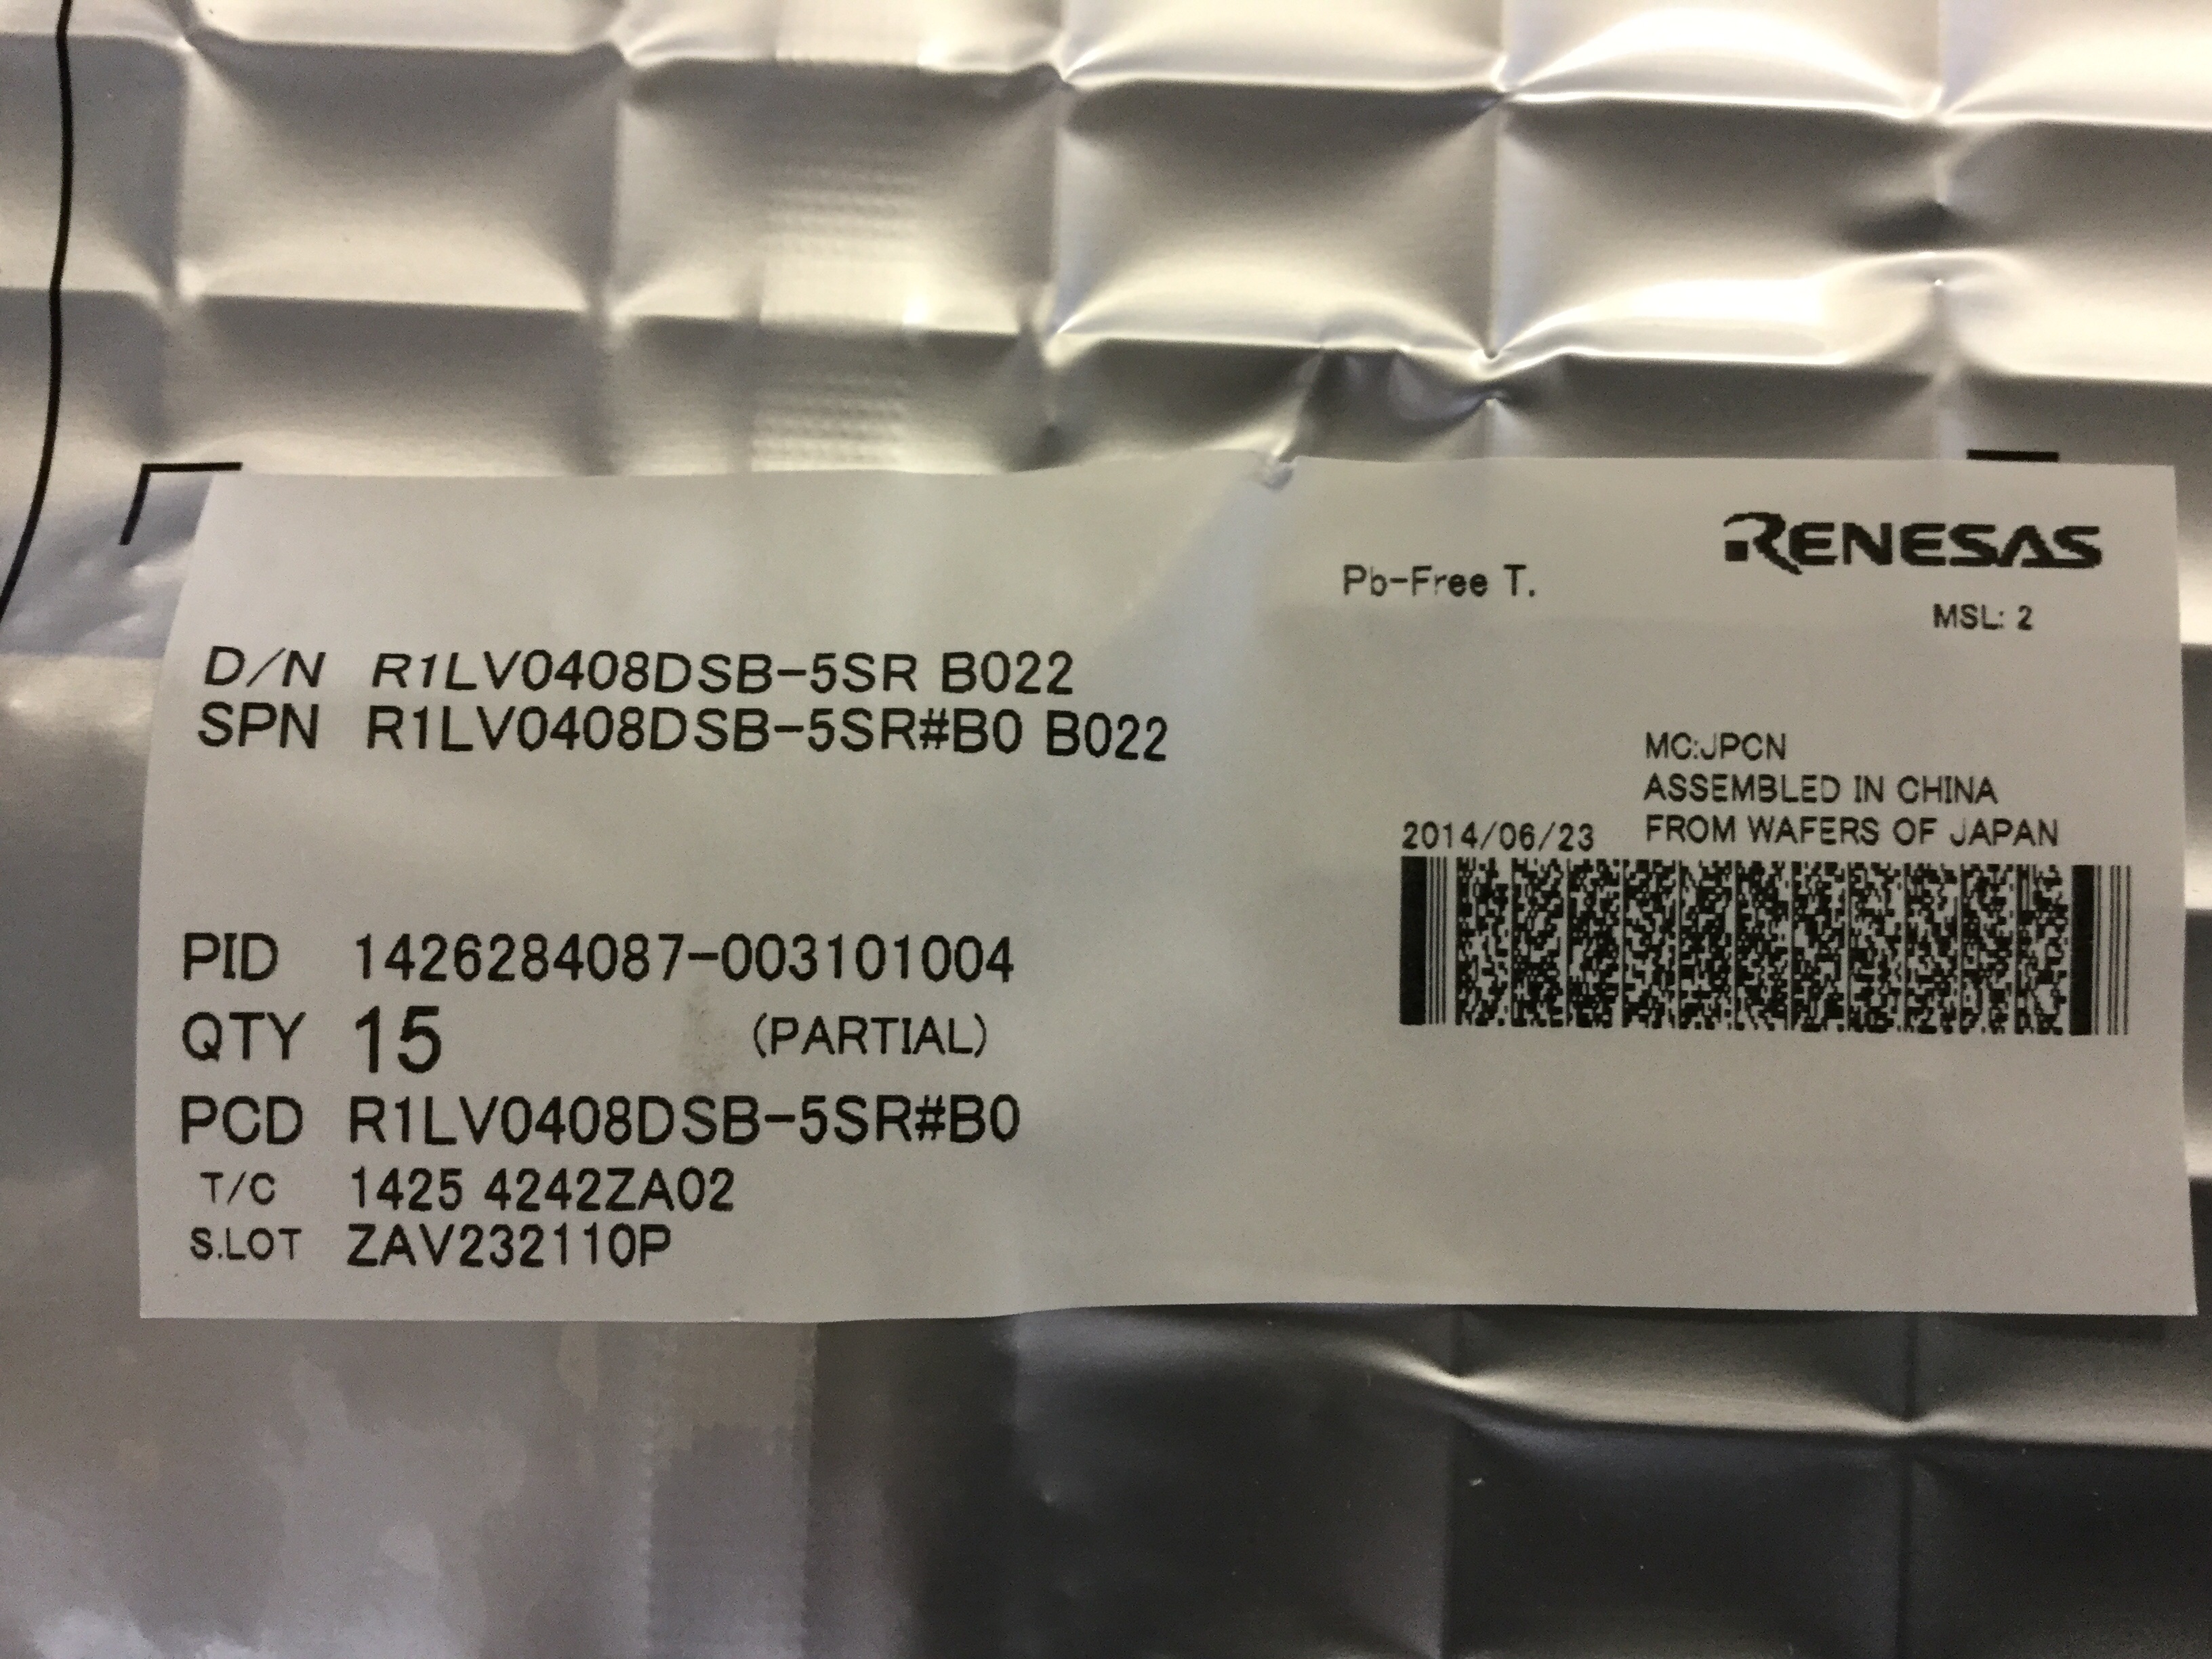 RENESAS
Pb-Free T.
MSL: 2
D/N R1LV0408DSB-5SR B022
SPN R1LV0408DSB-5SR#B0 B022
MC:JPCN
ASSEMBLED IN CHINA
2014/06/23 FROM WAFERS OF JAPAN
PID 1426284087-003101004
QTY 15 (PARTIAL)
PCD R1LV0408DSB-5SR#B0
T/C 1425 4242ZA02
S.LOT ZAV232110P